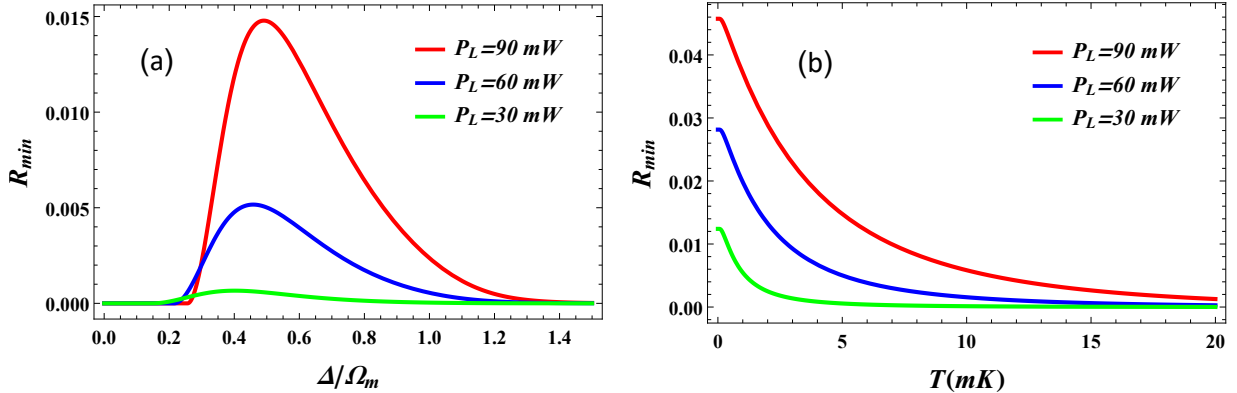 (a)
P_L=90 mW
P_L=60 mW
P_L=30 mW
R_min
0.015
0.010
0.005
0.000
0.0 0.2 0.4 0.6 0.8 1.0 1.2 1.4
Δ/Ω_m
(b)
P_L=90 mW
P_L=60 mW
P_L=30 mW
R_min
0.04
0.03
0.02
0.01
0.00
0 5 10 15 20
T(mK)